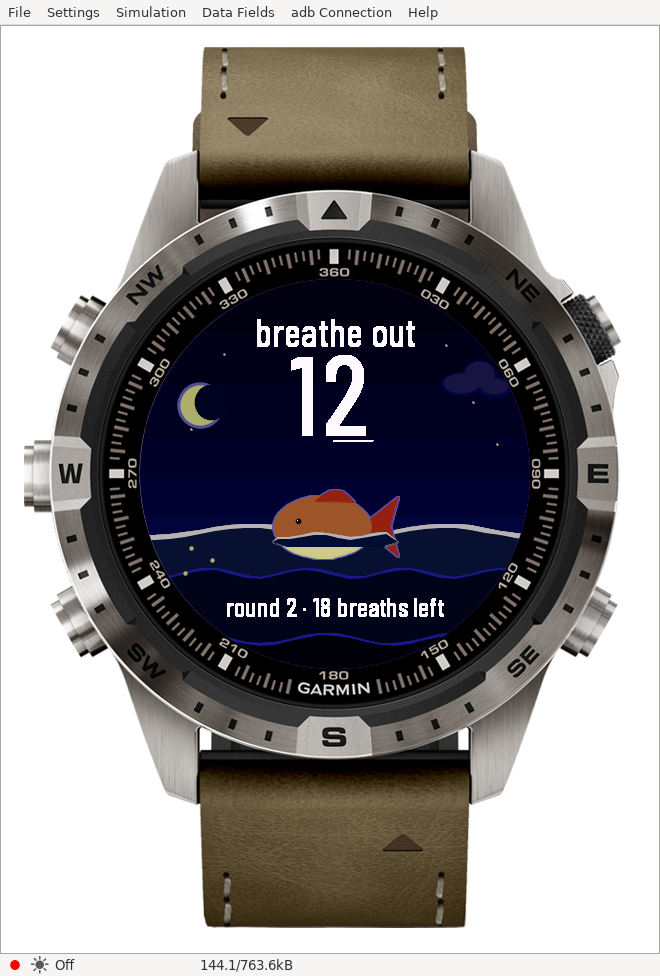 File Settings Simulation Data Fields adb Connection Help
360
330 030
NW NE
300 060
breathe out
12
W 270 090 E
240 120
round 2 · 18 breaths left
210 150
SW SE
180
GARMIN
S
Off 144.1/763.6kB